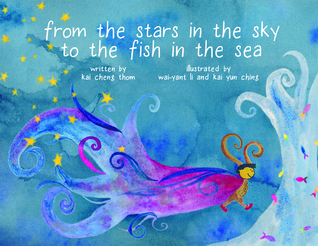 from the stars in the sky
to the fish in the sea
written by
kai cheng thom
illustrated by
wai-yant li and kai yun ching